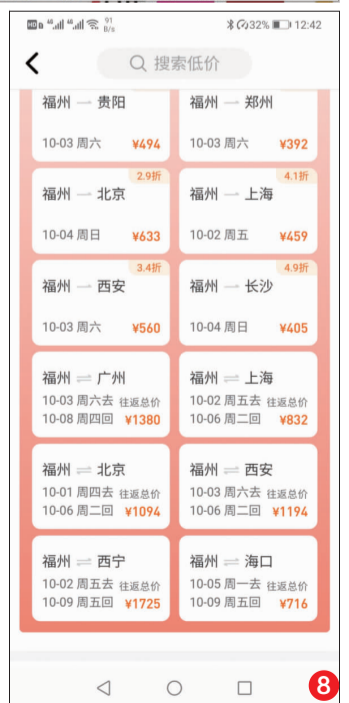 HD B 4G 4G 91 B/s 32% 12:42
搜索低价
福州 — 贵阳
10-03 周六 ¥494
福州 — 郑州
10-03 周六 ¥392
2.9折
福州 — 北京
10-04 周日 ¥633
4.1折
福州 — 上海
10-02 周五 ¥459
3.4折
福州 — 西安
10-03 周六 ¥560
4.9折
福州 — 长沙
10-04 周日 ¥405
福州 ⇌ 广州
10-03 周六去 往返总价
10-08 周四回 ¥1380
福州 ⇌ 上海
10-02 周五去 往返总价
10-06 周二回 ¥832
福州 ⇌ 北京
10-01 周四去 往返总价
10-06 周二回 ¥1094
福州 ⇌ 西安
10-03 周六去 往返总价
10-06 周二回 ¥1194
福州 ⇌ 西宁
10-02 周五去 往返总价
10-09 周五回 ¥1725
福州 ⇌ 海口
10-05 周一去 往返总价
10-09 周五回 ¥716
8